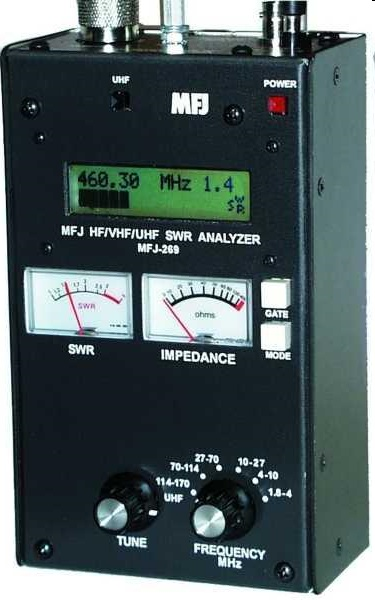 UHF
POWER
MFJ
460.30 MHz 1.4 SWR
MFJ HF/VHF/UHF SWR ANALYZER
MFJ-269
SWR
ohms
GATE
MODE
SWR
IMPEDANCE
27-70
10-27
70-114
4-10
114-170
1.8-4
UHF
TUNE
FREQUENCY
MHz